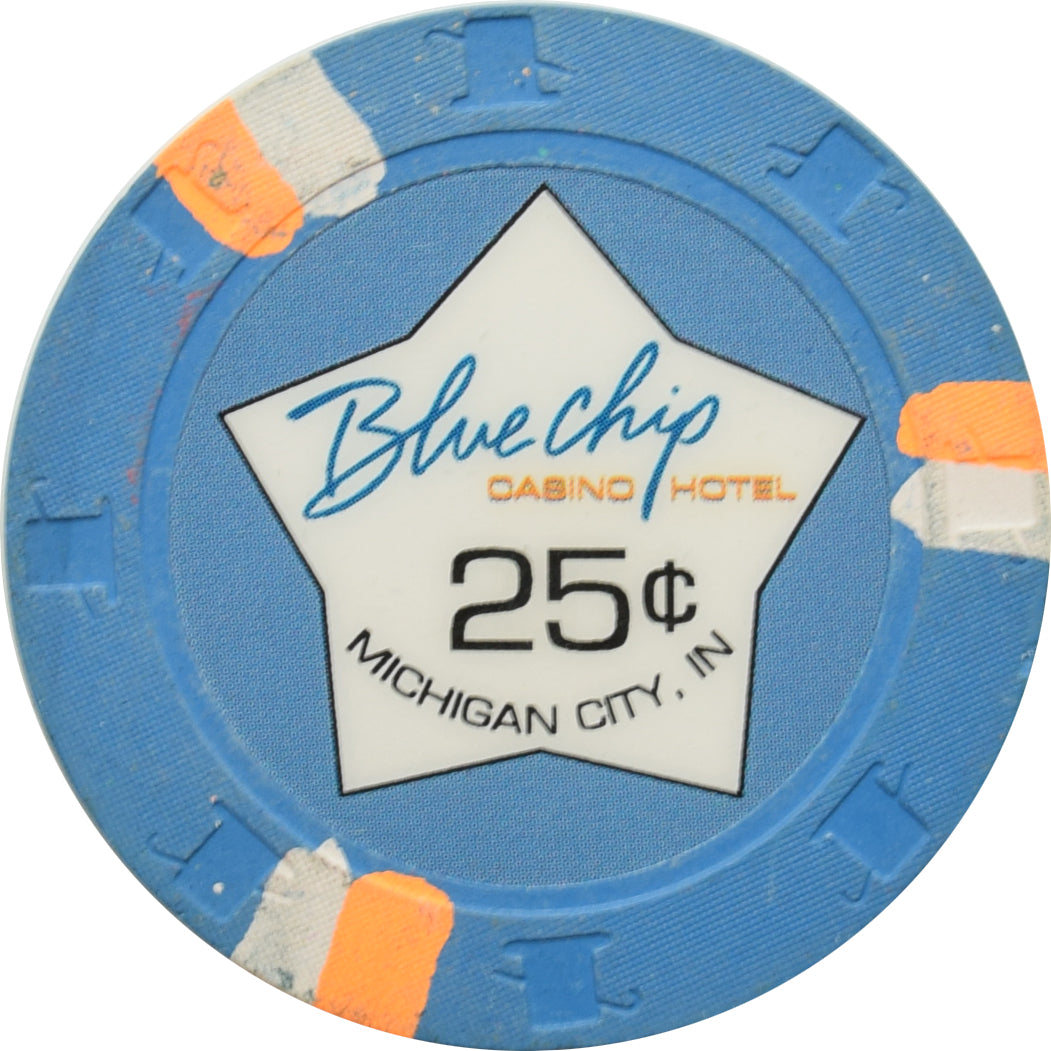 Blue chip
CASINO HOTEL
25¢
MICHIGAN CITY, IN